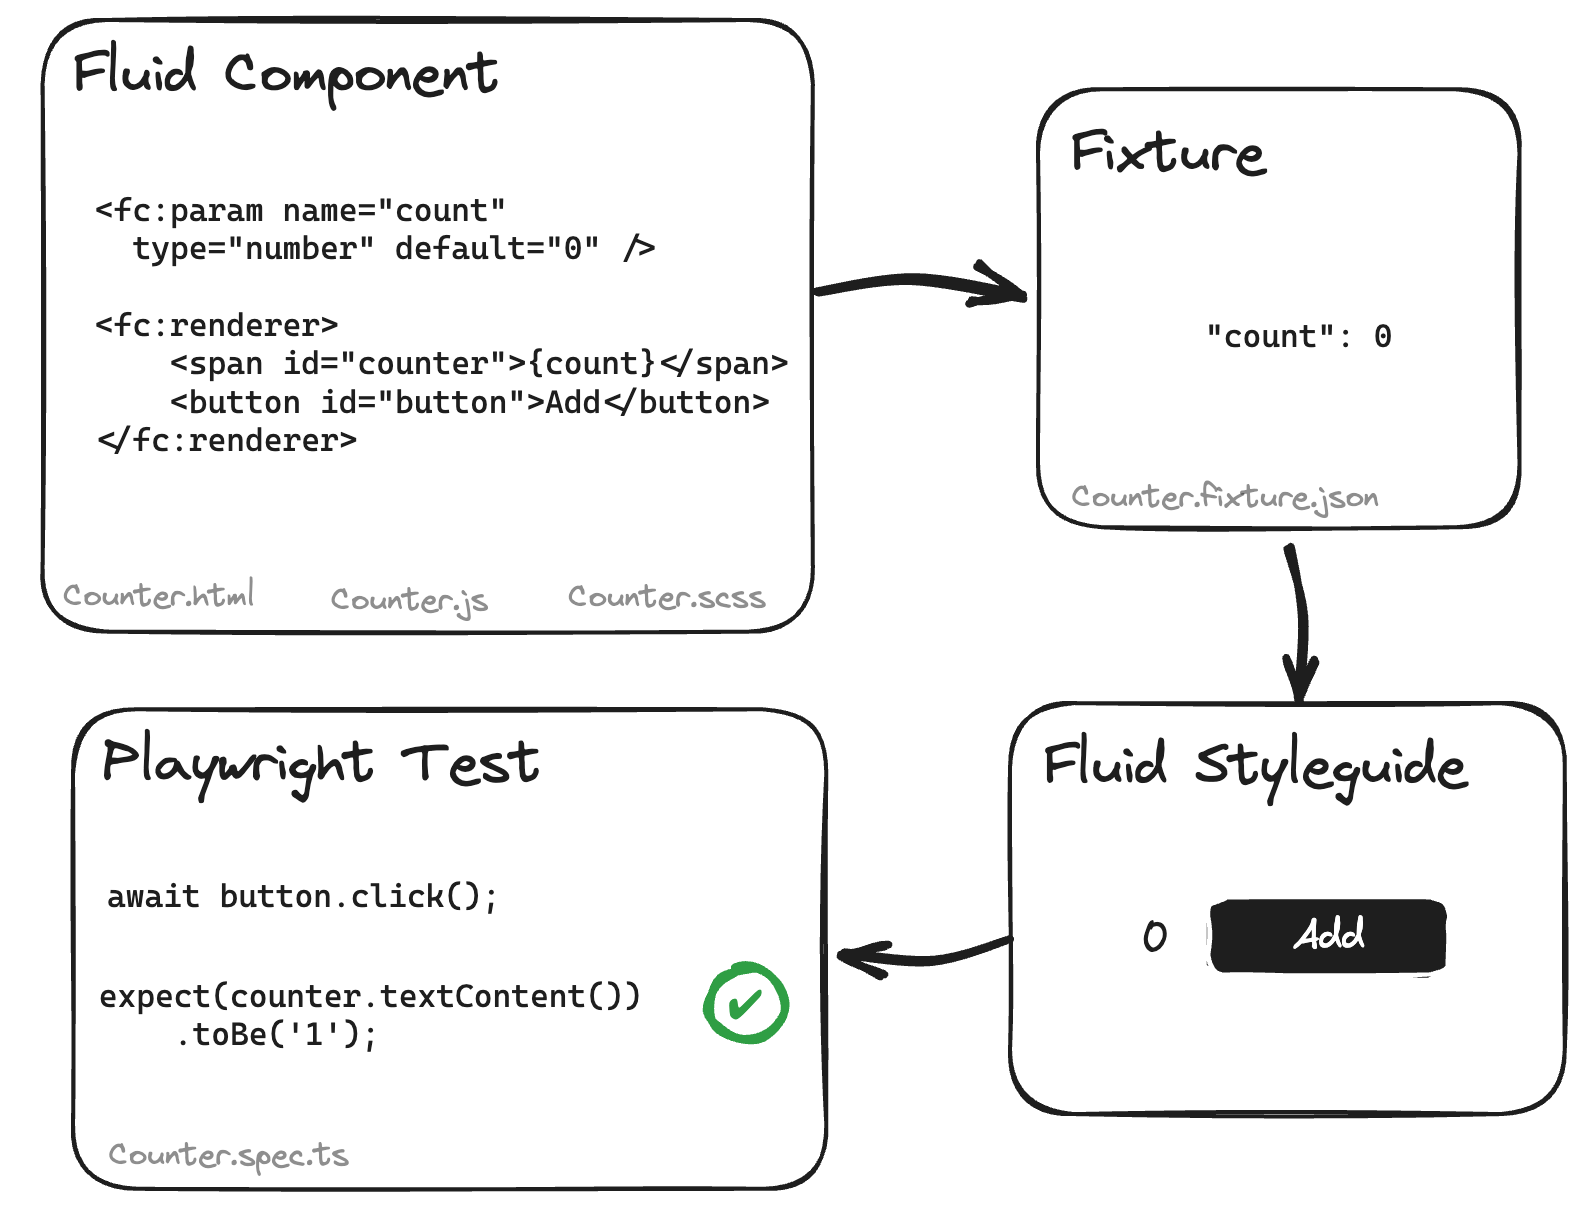 Fluid Component
<fc:param name="count"
type="number" default="0" />
<fc:renderer>
<span id="counter">{count}</span>
<button id="button">Add</button>
</fc:renderer>
Counter.html
Counter.js
Counter.scss
Fixture
"count": 0
Counter.fixture.json
Fluid Styleguide
0
Add
Playwright Test
await button.click();
expect(counter.textContent())
.toBe('1');
✔
Counter.spec.ts